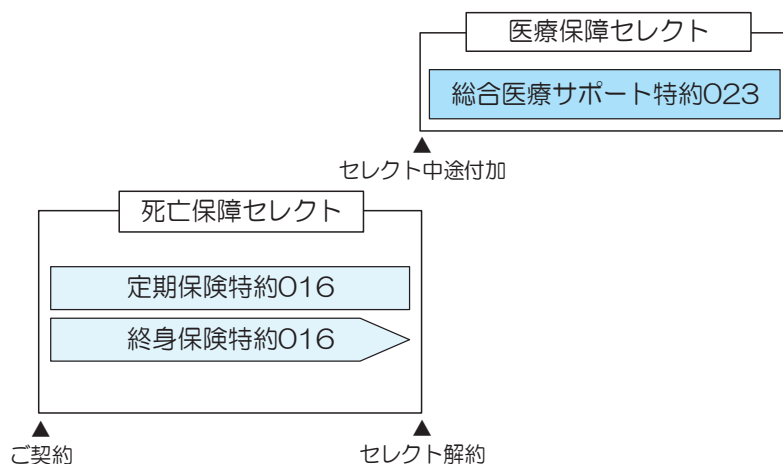 医療保障セレクト
総合医療サポート特約023
▲
セレクト中途付加
死亡保障セレクト
定期保険特約016
終身保険特約016
▲ ▲
ご契約 セレクト解約